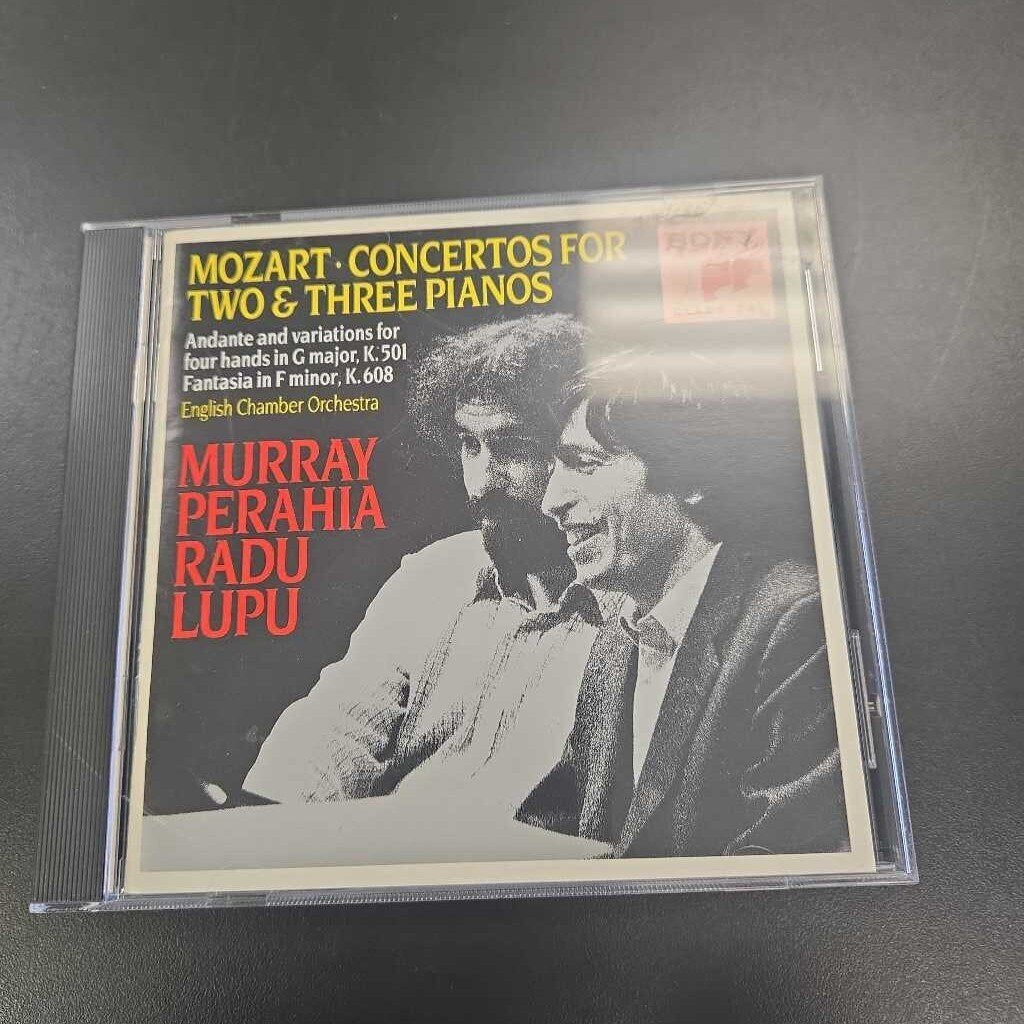 MOZART · CONCERTOS FOR
TWO & THREE PIANOS
Andante and variations for
four hands in G major, K.501
Fantasia in F minor, K.608
English Chamber Orchestra
MURRAY
PERAHIA
RADU
LUPU
SONY